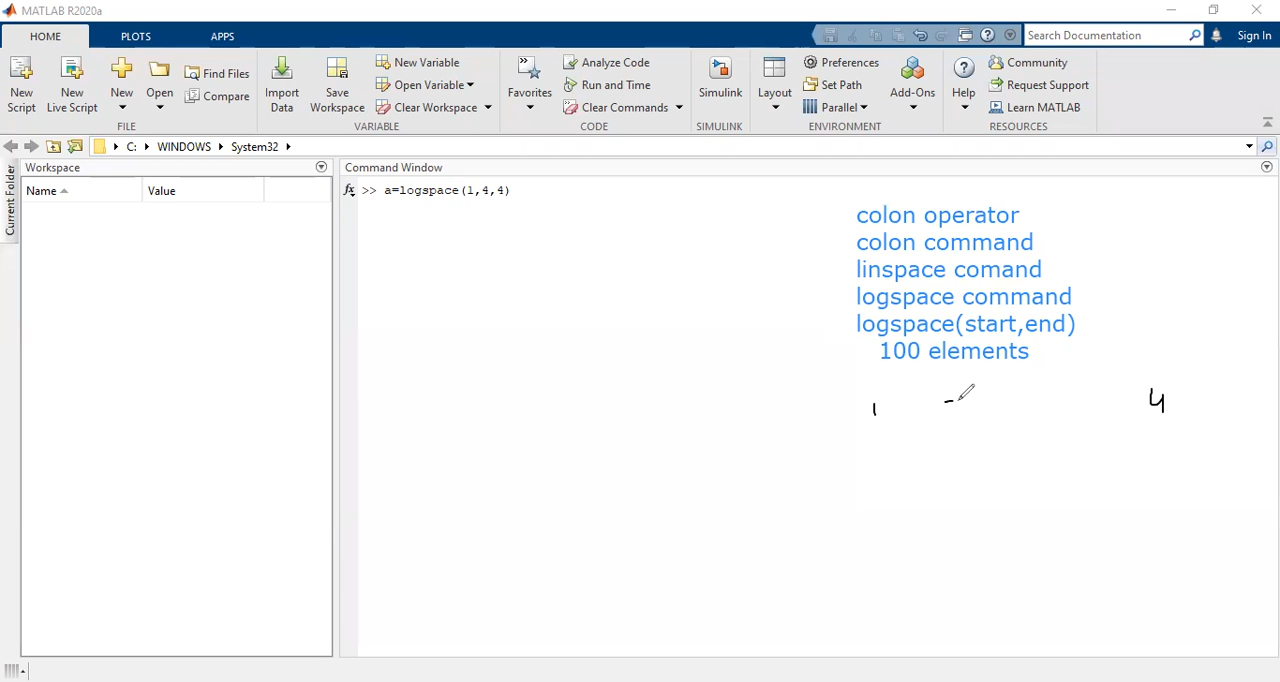 MATLAB R2020a
HOME PLOTS APPS Search Documentation Sign In
New Script
New Live Script
New
Open
Find Files
Compare
FILE
Import Data
Save Workspace
New Variable
Open Variable
Clear Workspace
VARIABLE
Favorites
Analyze Code
Run and Time
Clear Commands
CODE
Simulink
SIMULINK
Layout
Preferences
Set Path
Parallel
Add-Ons
ENVIRONMENT
Help
Community
Request Support
Learn MATLAB
RESOURCES
C: WINDOWS System32
Current Folder
Workspace
Name Value
Command Window
fx >> a=logspace(1,4,4)
colon operator
colon command
linspace comand
logspace command
logspace(start,end)
100 elements
1 - 4